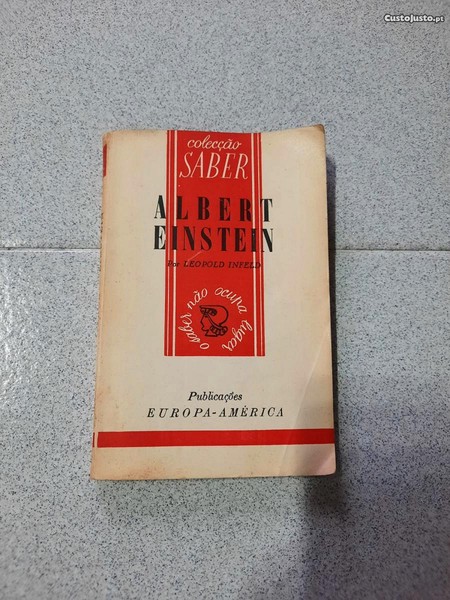 CustoJusto.pt
colecção
SABER
ALBERT
EINSTEIN
Por LEOPOLD INFELD
o saber não ocupa lugar
Publicações
EUROPA-AMÉRICA